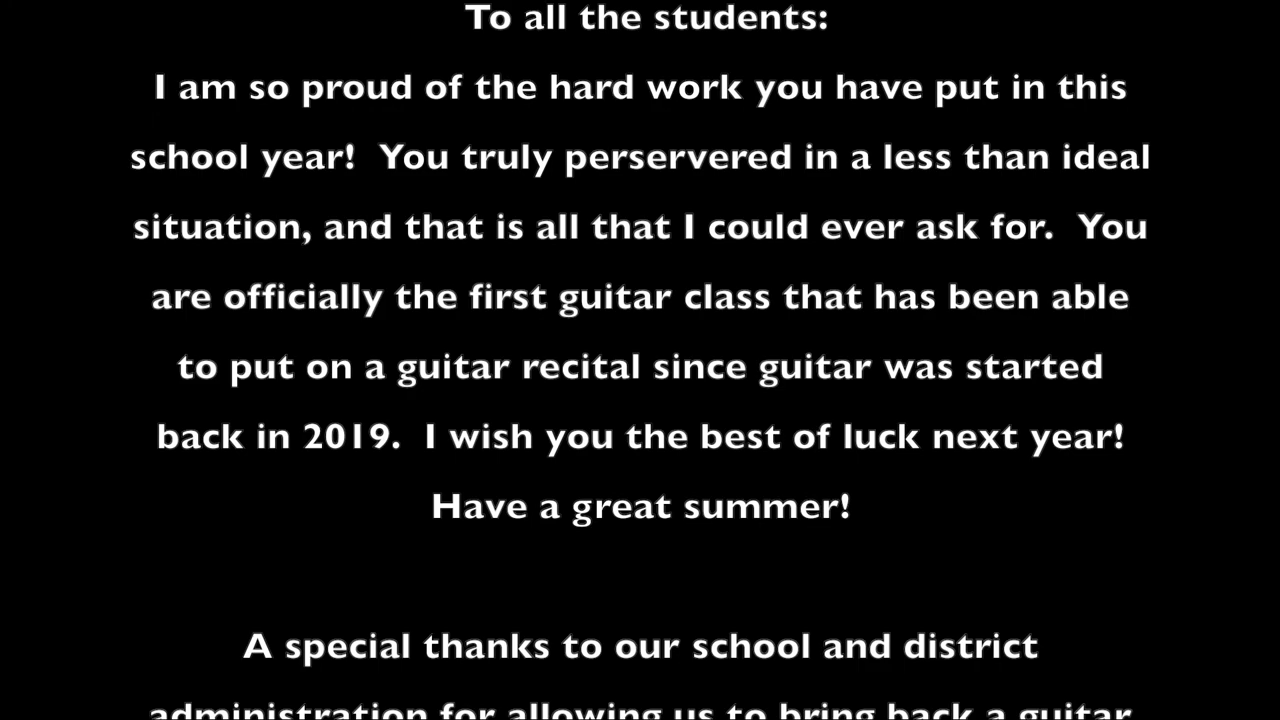 To all the students:
I am so proud of the hard work you have put in this
school year!  You truly perservered in a less than ideal
situation, and that is all that I could ever ask for.  You
are officially the first guitar class that has been able
to put on a guitar recital since guitar was started
back in 2019.  I wish you the best of luck next year!
Have a great summer!
A special thanks to our school and district
administration for allowing us to bring back a guitar